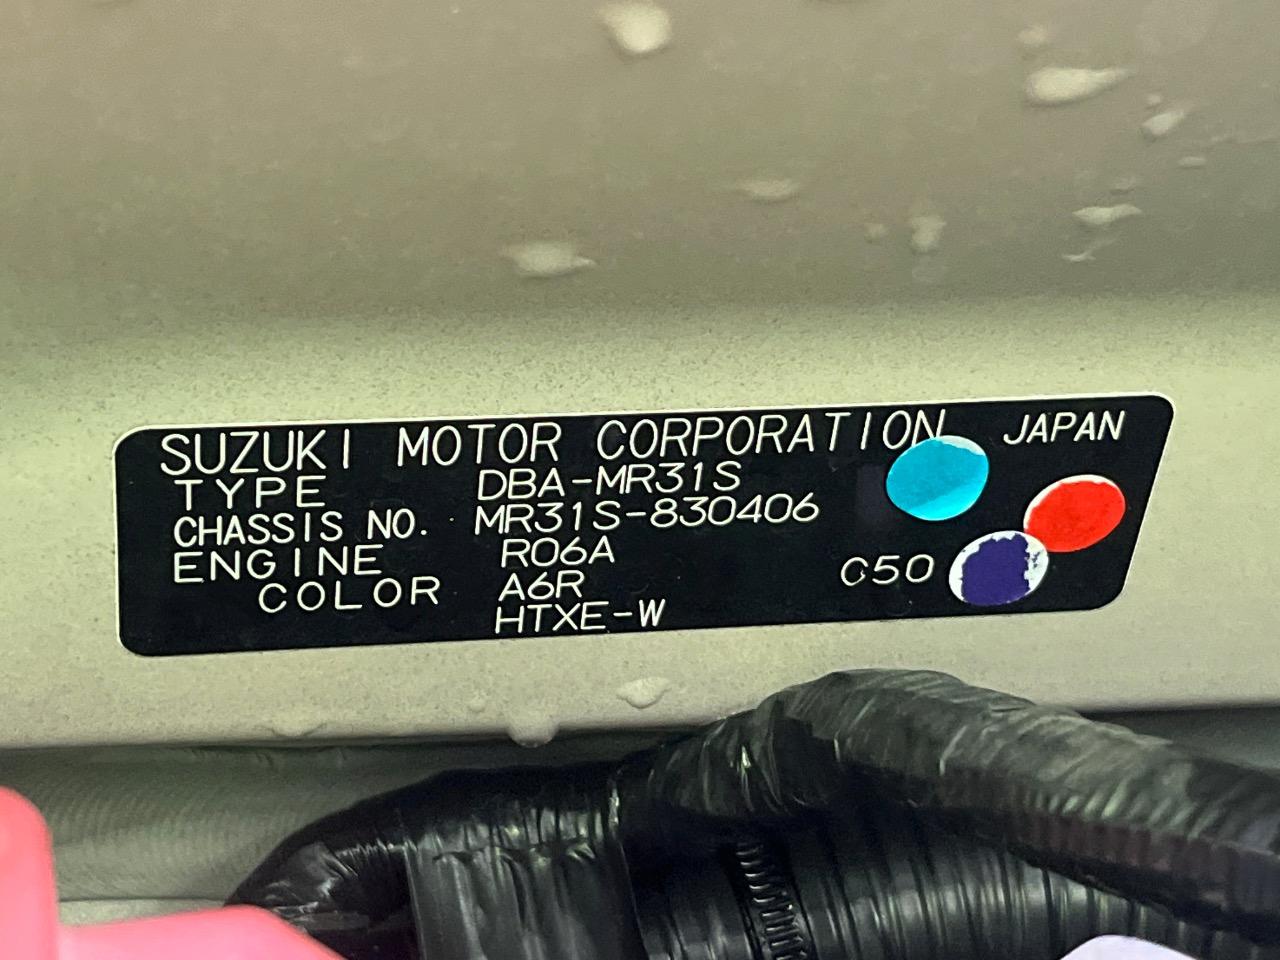 SUZUKI MOTOR CORPORATION JAPAN
TYPE DBA-MR31S
CHASSIS NO. MR31S-830406
ENGINE R06A
COLOR A6R C50
HTXE-W